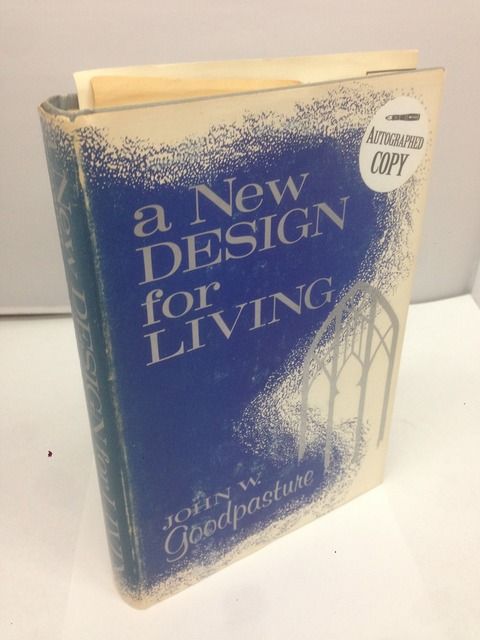 AUTOGRAPHED
COPY
a New
DESIGN
for
LIVING
JOHN W.
Goodpasture
New DESIGN for LIVING